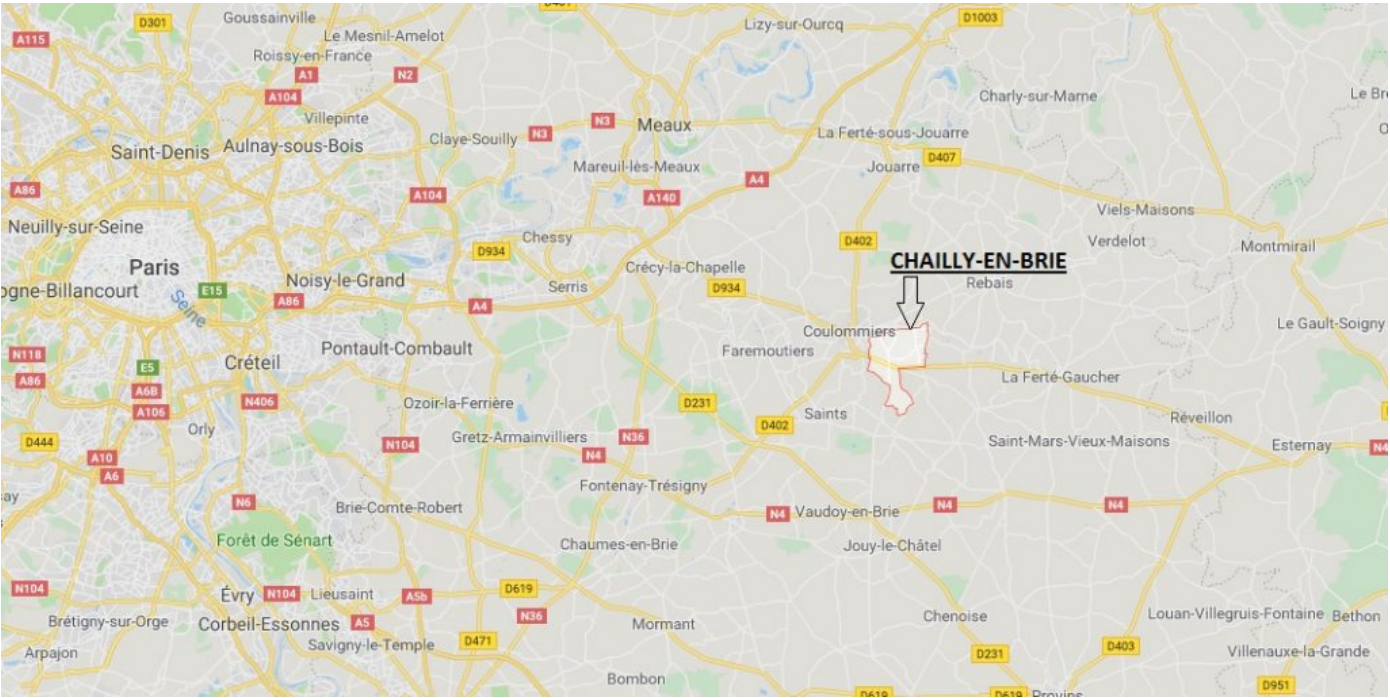 D301
Goussainville
D401
Lizy-sur-Ourcq
D1003
A115
Le Mesnil-Amelot
Roissy-en-France
A1
N2
A104
Charly-sur-Marne
Villepinte
N3
N3
Meaux
Claye-Souilly
La Ferté-sous-Jouarre
Saint-Denis
Aulnay-sous-Bois
D407
Mareuil-lès-Meaux
Jouarre
A86
A104
A140
A4
Neuilly-sur-Seine
Viels-Maisons
Chessy
D934
D402
Verdelot
Montmirail
CHAILLY-EN-BRIE
Paris
Crécy-la-Chapelle
Noisy-le-Grand
Rebais
ogne-Billancourt
Seine
E15
A86
Serris
D934
A4
Coulommiers
Le Gault-Soigny
N118
Pontault-Combault
Faremoutiers
Créteil
E5
A86
A6B
La Ferté-Gaucher
N406
Ozoir-la-Ferrière
D231
A106
Saints
Réveillon
Orly
D402
D444
N104
Gretz-Armainvilliers
N36
Saint-Mars-Vieux-Maisons
Esternay
N4
A10
N4
A6
Fontenay-Trésigny
N6
Brie-Comte-Robert
N4
Vaudoy-en-Brie
N4
N4
Forêt de Sénart
Chaumes-en-Brie
Jouy-le-Châtel
N104
Évry
N104
Lieusaint
A5b
D619
Brétigny-sur-Orge
Corbeil-Essonnes
A5
N36
Mormant
Chenoise
Louan-Villegruis-Fontaine
Bethon
Savigny-le-Temple
D471
Arpajon
D231
D403
Villenauxe-la-Grande
Bombon
D951
D619
D619
Provins